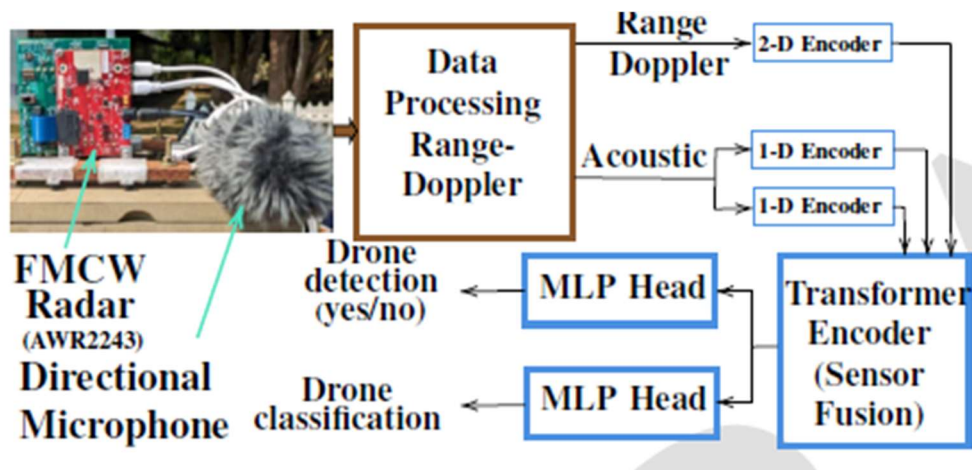 Data
Processing
Range-
Doppler
Range
Doppler
Acoustic
2-D Encoder
1-D Encoder
1-D Encoder
Transformer
Encoder
(Sensor
Fusion)
MLP Head
MLP Head
Drone
detection
(yes/no)
Drone
classification
FMCW
Radar
(AWR2243)
Directional
Microphone